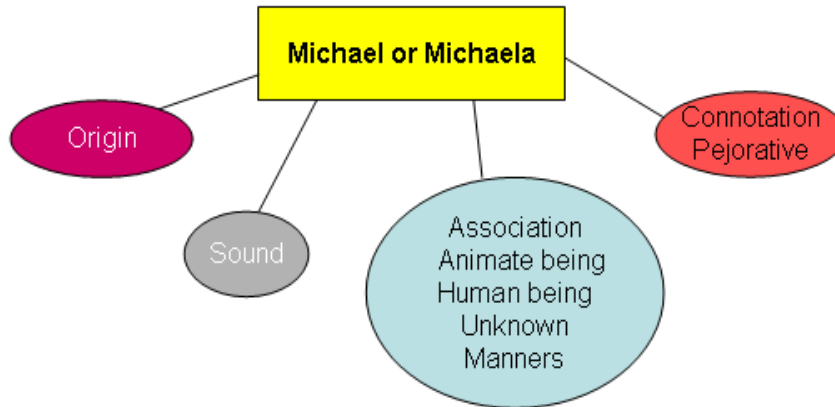 Michael or Michaela
Origin
Sound
Association
Animate being
Human being
Unknown
Manners
Connotation
Pejorative